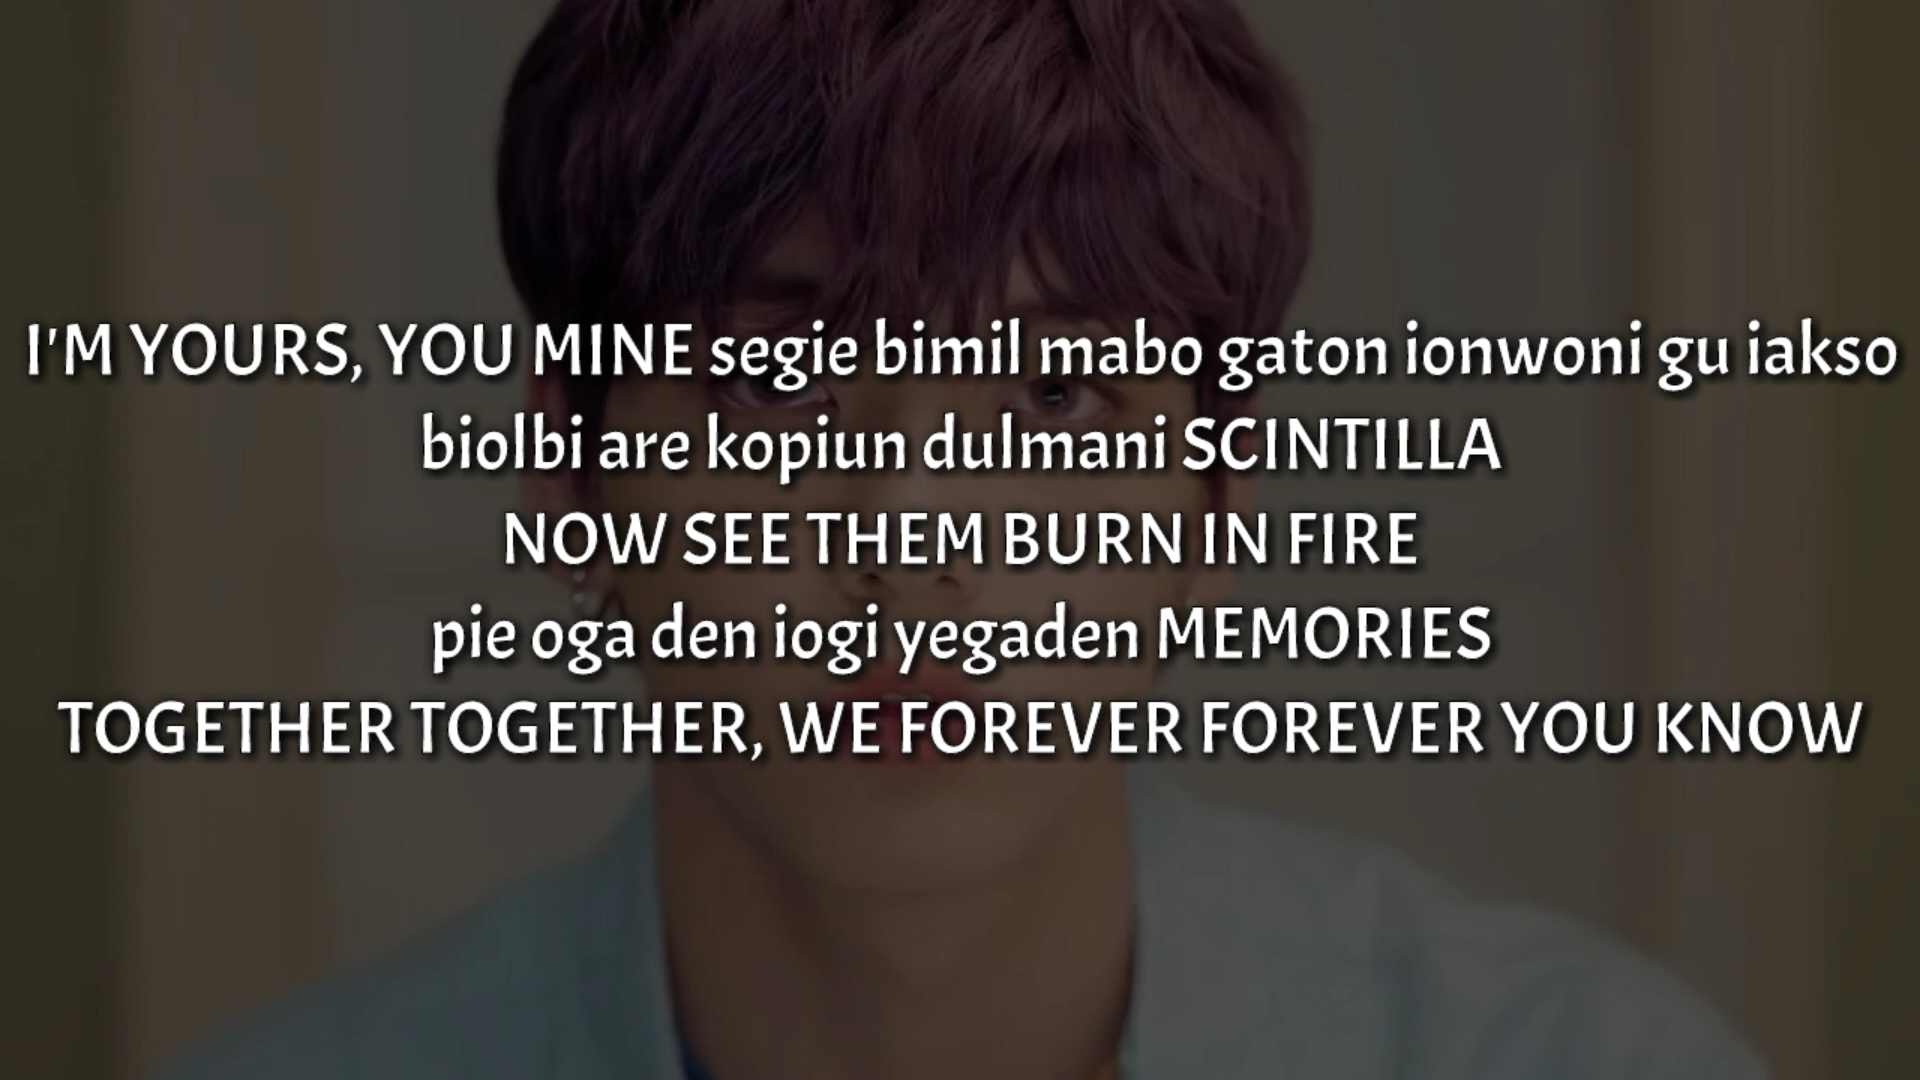 I'M YOURS, YOU MINE segie bimil mabo gaton ionwoni gu iakso
biolbi are kopiun dulmani SCINTILLA
NOW SEE THEM BURN IN FIRE
pie oga den iogi yegaden MEMORIES
TOGETHER TOGETHER, WE FOREVER FOREVER YOU KNOW